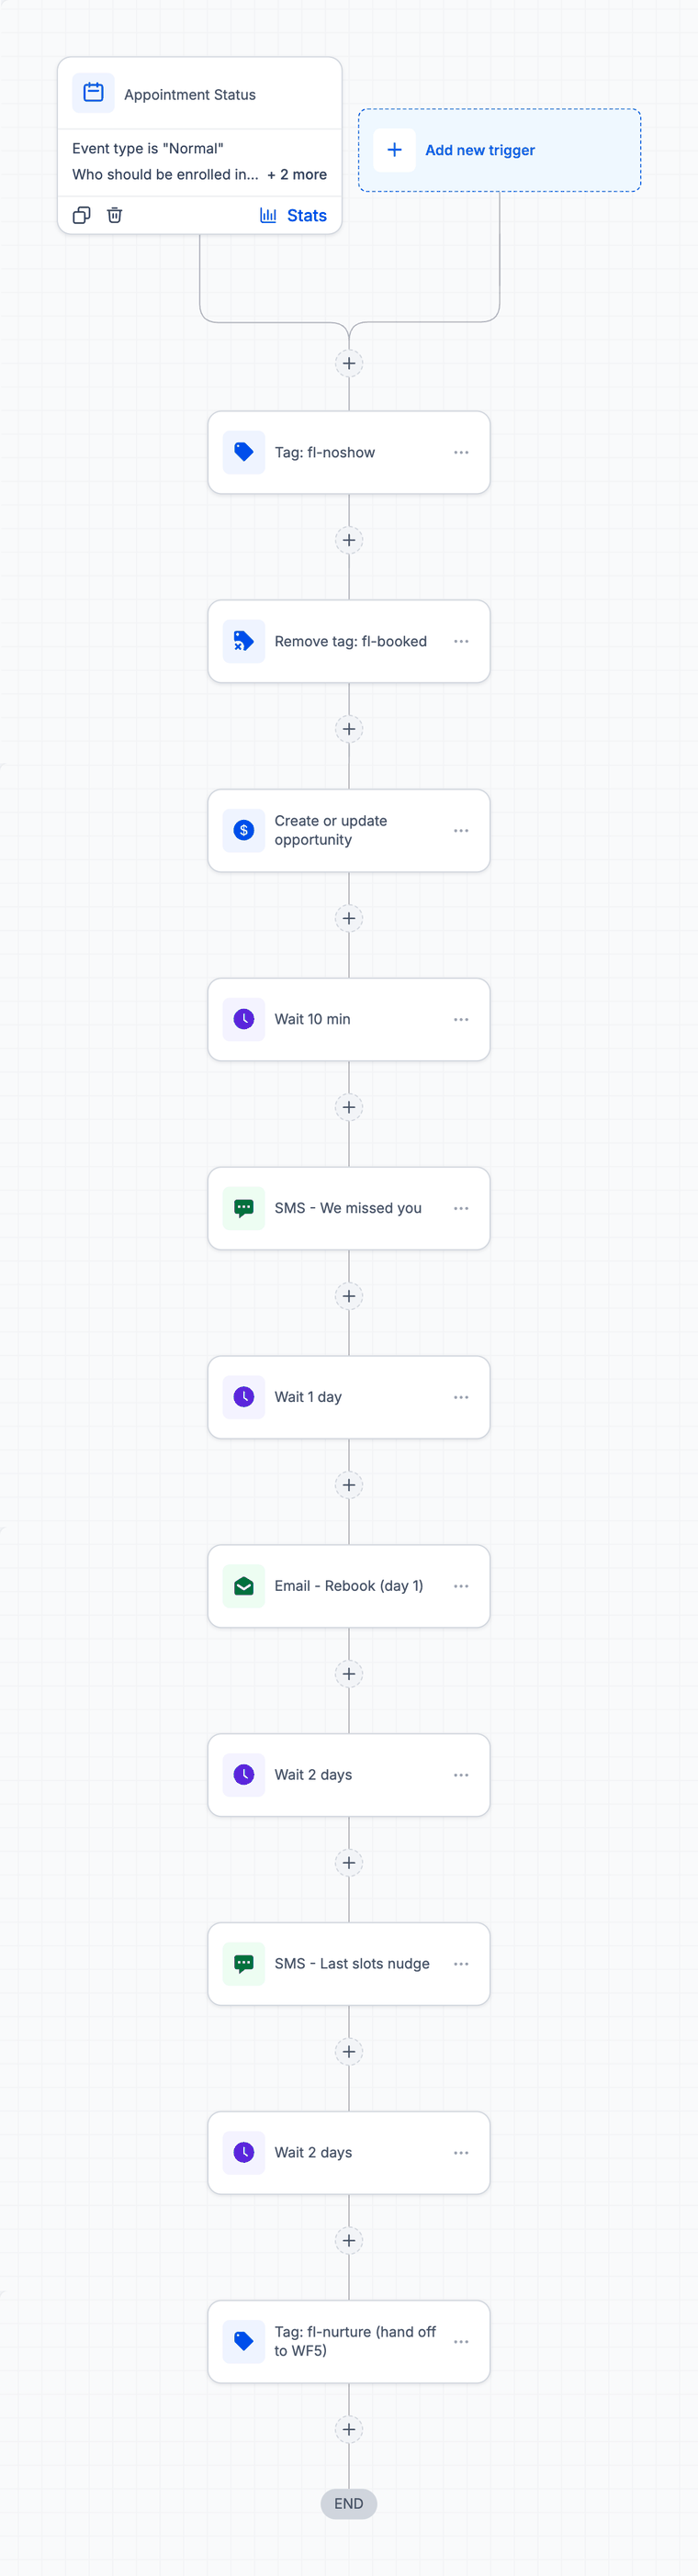 Appointment Status
Event type is "Normal"
Who should be enrolled in... + 2 more
Stats
Add new trigger
Tag: fl-noshow
Remove tag: fl-booked
Create or update
opportunity
Wait 10 min
SMS - We missed you
Wait 1 day
Email - Rebook (day 1)
Wait 2 days
SMS - Last slots nudge
Wait 2 days
Tag: fl-nurture (hand off
to WF5)
END